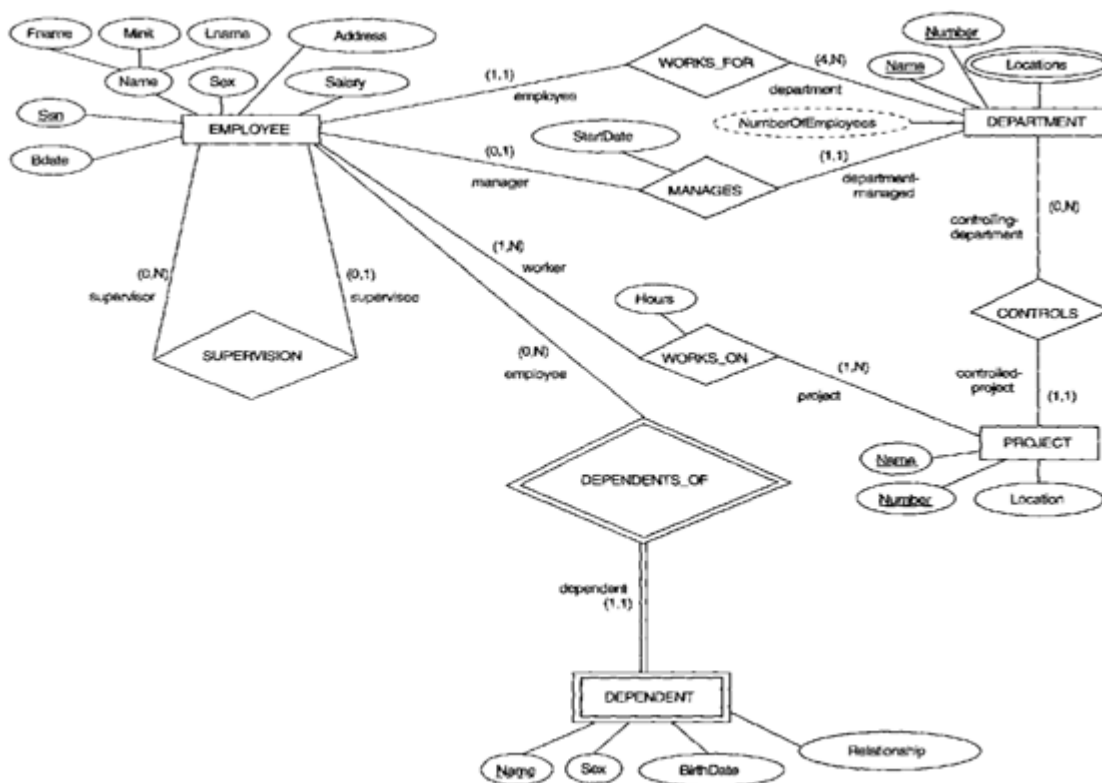 Fname
Minit
Lname
Address
Name
Sex
Salary
Ssn
Bdate
EMPLOYEE
(1,1)
employee
WORKS_FOR
(4,N)
department
Number
Name
Locations
NumberOfEmployees
DEPARTMENT
StartDate
(0,1)
manager
MANAGES
(1,1)
department-
managed
(0,N)
controlling-
department
(0,N)
supervisor
(0,1)
supervisee
SUPERVISION
(1,N)
worker
Hours
WORKS_ON
(1,N)
project
CONTROLS
controlled-
project
(1,1)
(0,N)
employee
PROJECT
Name
Number
Location
DEPENDENTS_OF
dependent
(1,1)
DEPENDENT
Name
Sex
BirthDate
Relationship